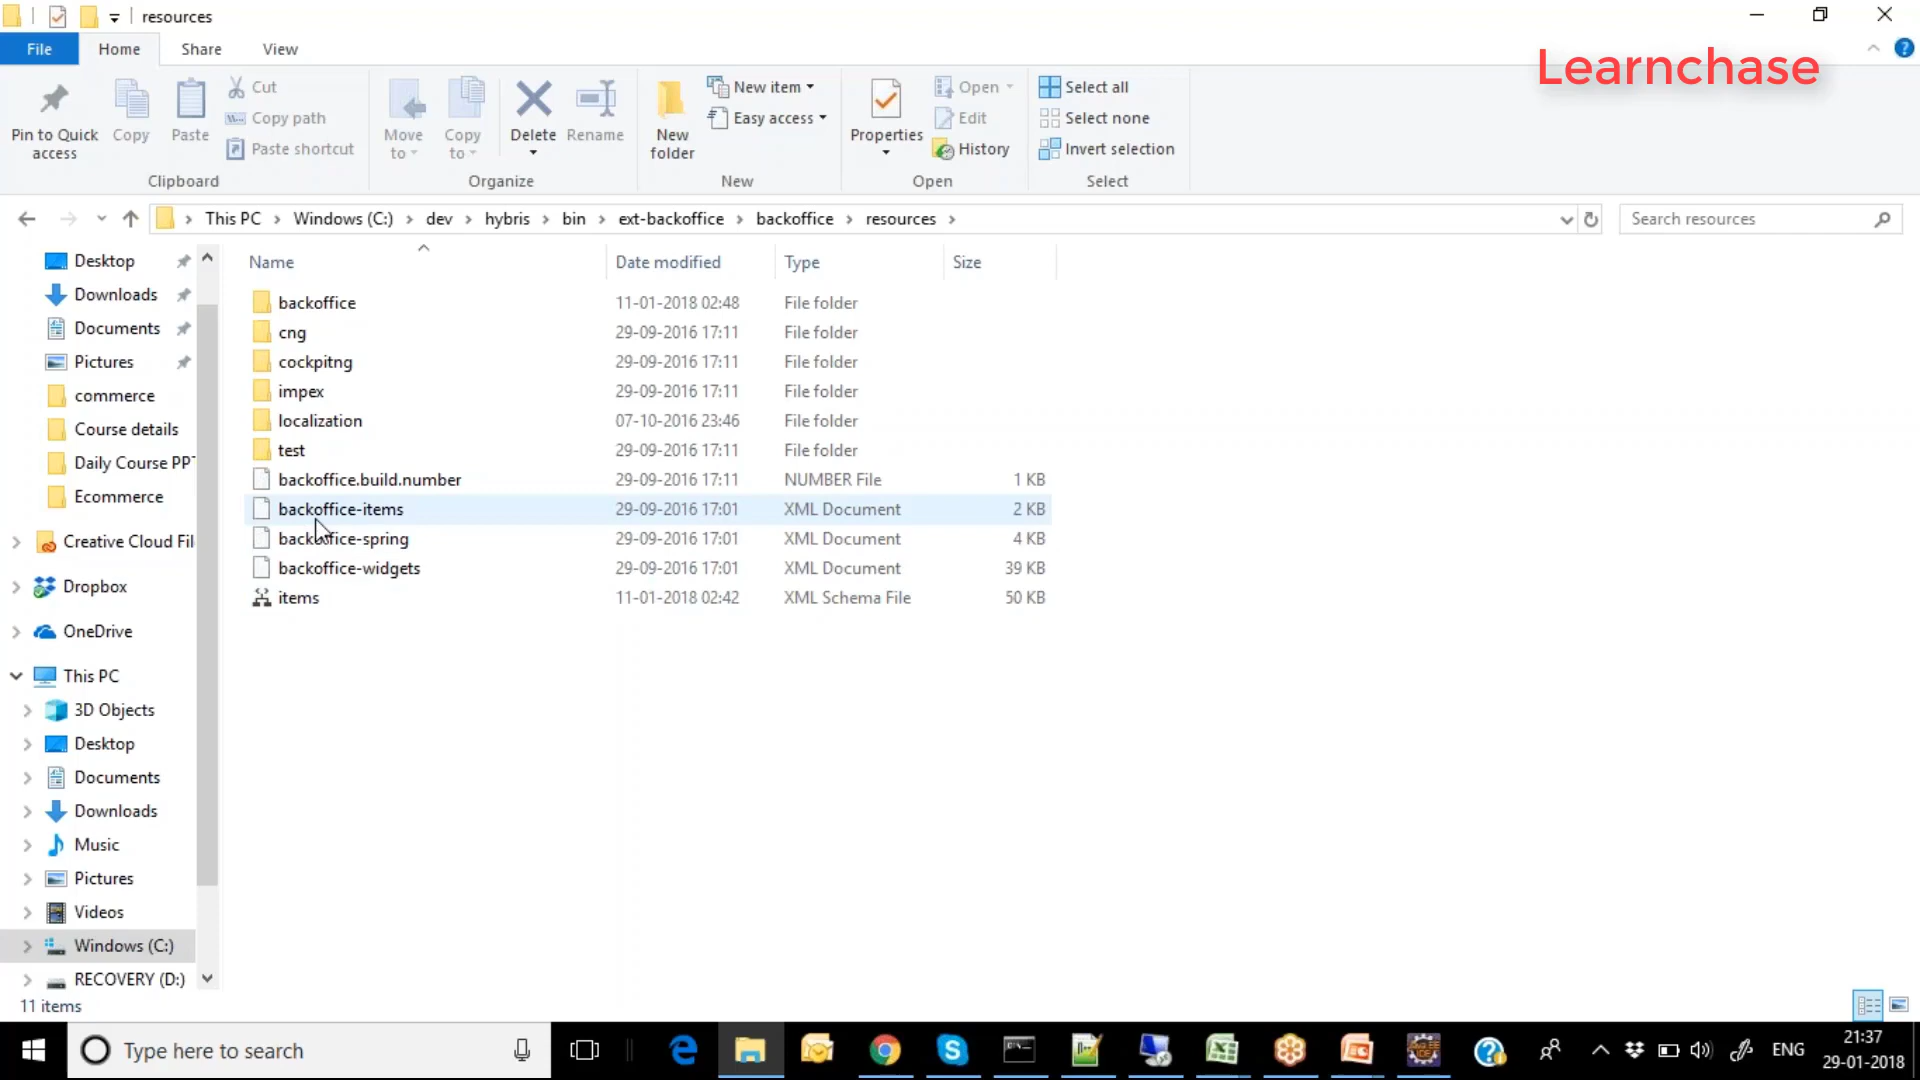 resources
File Home Share View
Learnchase
Pin to Quick access
Copy
Paste
Cut
Copy path
Paste shortcut
Clipboard
Move to
Copy to
Delete
Rename
Organize
New folder
New item
Easy access
New
Properties
Open
Edit
History
Open
Select all
Select none
Invert selection
Select
This PC > Windows (C:) > dev > hybris > bin > ext-backoffice > backoffice > resources >
Search resources
Desktop
Downloads
Documents
Pictures
commerce
Course details
Daily Course PPT
Ecommerce
Creative Cloud Fil
Dropbox
OneDrive
This PC
3D Objects
Desktop
Documents
Downloads
Music
Pictures
Videos
Windows (C:)
RECOVERY (D:)
Name Date modified Type Size
backoffice 11-01-2018 02:48 File folder
cng 29-09-2016 17:11 File folder
cockpitng 29-09-2016 17:11 File folder
impex 29-09-2016 17:11 File folder
localization 07-10-2016 23:46 File folder
test 29-09-2016 17:11 File folder
backoffice.build.number 29-09-2016 17:11 NUMBER File 1 KB
backoffice-items 29-09-2016 17:01 XML Document 2 KB
backoffice-spring 29-09-2016 17:01 XML Document 4 KB
backoffice-widgets 29-09-2016 17:01 XML Document 39 KB
items 11-01-2018 02:42 XML Schema File 50 KB
11 items
Type here to search
ENG
21:37
29-01-2018